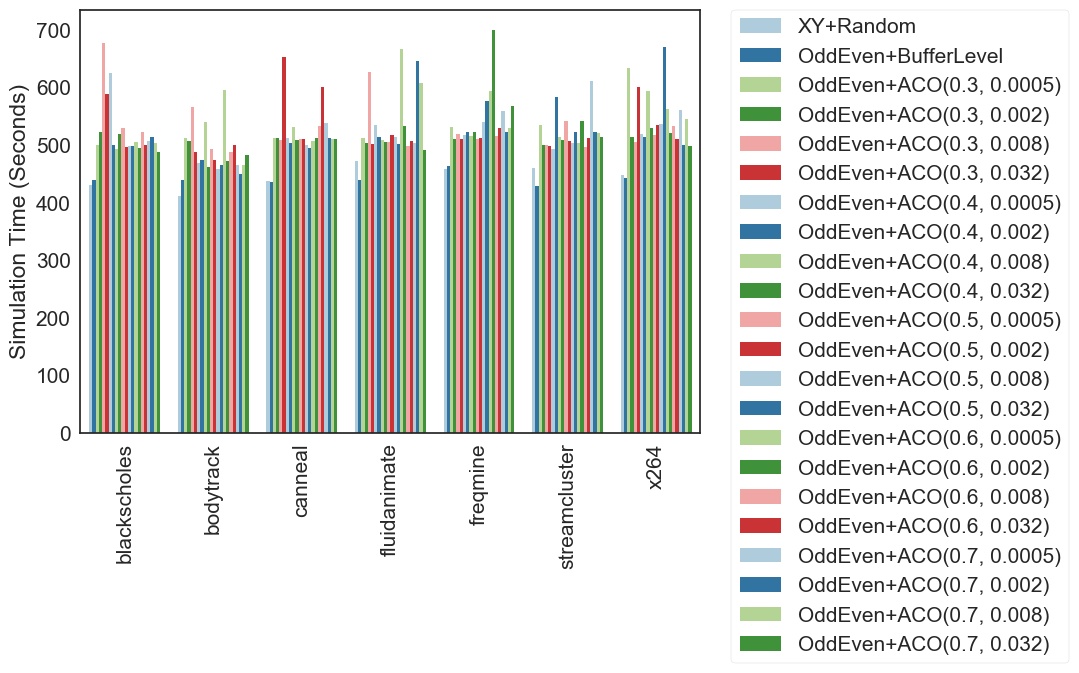 Simulation Time (Seconds)
700
600
500
400
300
200
100
0
blackscholes
bodytrack
canneal
fluidanimate
freqmine
streamcluster
x264
XY+Random
OddEven+BufferLevel
OddEven+ACO(0.3, 0.0005)
OddEven+ACO(0.3, 0.002)
OddEven+ACO(0.3, 0.008)
OddEven+ACO(0.3, 0.032)
OddEven+ACO(0.4, 0.0005)
OddEven+ACO(0.4, 0.002)
OddEven+ACO(0.4, 0.008)
OddEven+ACO(0.4, 0.032)
OddEven+ACO(0.5, 0.0005)
OddEven+ACO(0.5, 0.002)
OddEven+ACO(0.5, 0.008)
OddEven+ACO(0.5, 0.032)
OddEven+ACO(0.6, 0.0005)
OddEven+ACO(0.6, 0.002)
OddEven+ACO(0.6, 0.008)
OddEven+ACO(0.6, 0.032)
OddEven+ACO(0.7, 0.0005)
OddEven+ACO(0.7, 0.002)
OddEven+ACO(0.7, 0.008)
OddEven+ACO(0.7, 0.032)